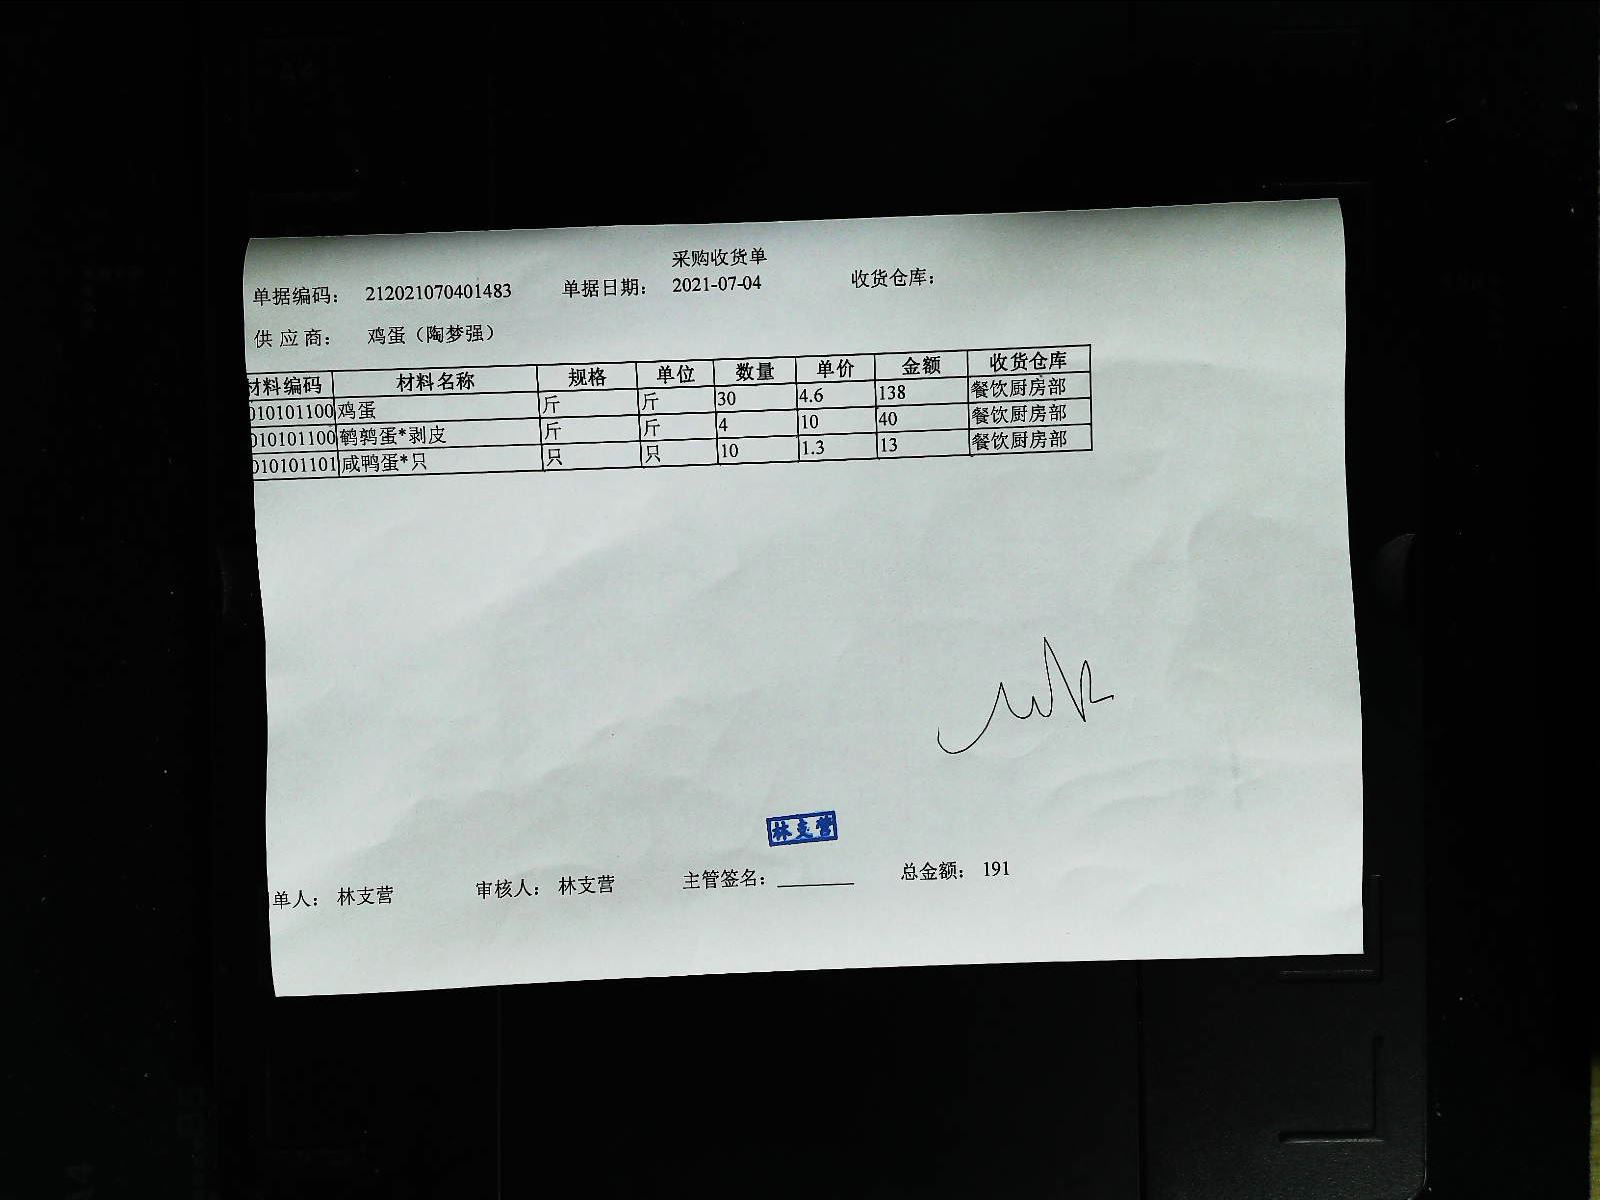 采购收货单
单据编码： 212021070401483 单据日期： 2021-07-04 收货仓库：
供应商： 鸡蛋（陶梦强）
材料编码 材料名称 规格 单位 数量 单价 金额 收货仓库
010101100 鸡蛋 斤 斤 30 4.6 138 餐饮厨房部
010101100 鹌鹑蛋*剥皮 斤 斤 4 10 40 餐饮厨房部
010101101 咸鸭蛋*只 只 只 10 1.3 13 餐饮厨房部
林支营
单人： 林支营 审核人： 林支营 主管签名： 总金额： 191